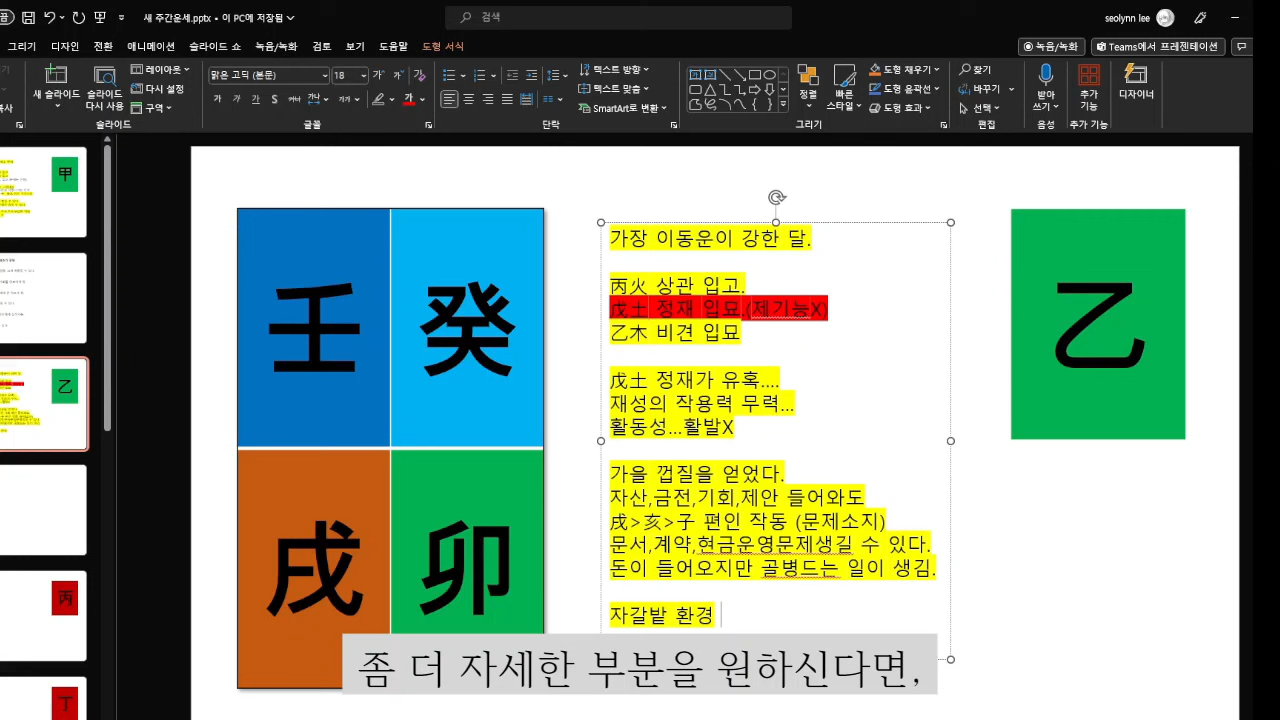 새 주간운세.pptx • 이 PC에 저장됨
검색
seolynn lee
그리기 디자인 전환 애니메이션 슬라이드 쇼 녹음/녹화 검토 보기 도움말 도형 서식
녹음/녹화 Teams에서 프레젠테이션
새 슬라이드
슬라이드 다시 사용
레이아웃
다시 설정
구역
슬라이드
맑은 고딕 (본문) 18
가 가 가 S 가나 가가 가
글꼴
텍스트 방향
텍스트 맞춤
SmartArt로 변환
단락
정렬
빠른 스타일
도형 채우기
도형 윤곽선
도형 효과
그리기
찾기
바꾸기
선택
편집
받아쓰기
음성
추가 기능
추가 기능
디자이너
甲
乙
丙
丁
壬 癸
戌 卯
가장 이동운이 강한 달.
丙火 상관 입고.
戊土 정재 입묘.(제기능X)
乙木 비견 입묘
戊土 정재가 유혹....
재성의 작용력 무력...
활동성...활발X
가을 껍질을 얻었다.
자산,금전,기회,제안 들어와도
戌>亥>子 편인 작동 (문제소지)
문서,계약,현금운영문제생길 수 있다.
돈이 들어오지만 골병드는 일이 생김.
자갈밭 환경
乙
좀 더 자세한 부분을 원하신다면,